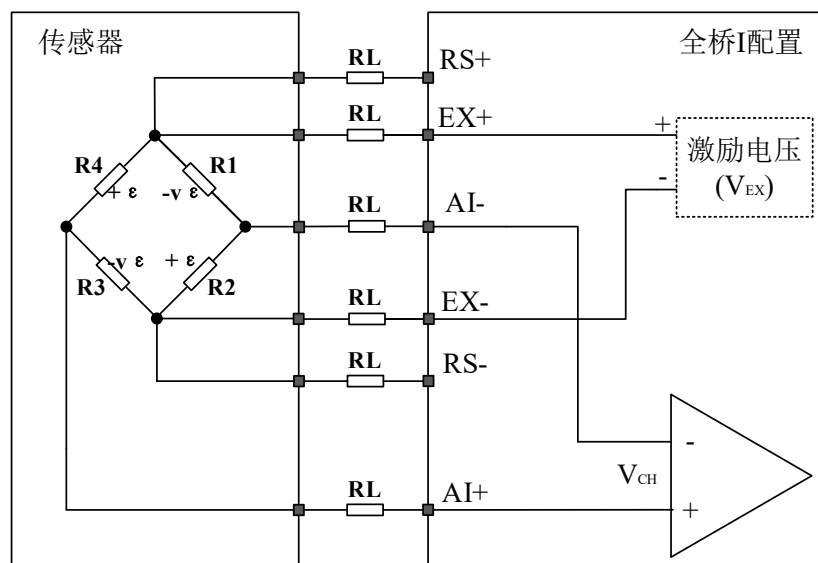 传感器
全桥I配置
RL
RS+
RL
EX+
+
激励电压
(VEX)
-
R4
R1
+ ε
-v ε
RL
AI-
-v ε
+ ε
R3
R2
RL
EX-
RL
RS-
-
VCH
RL
AI+
+